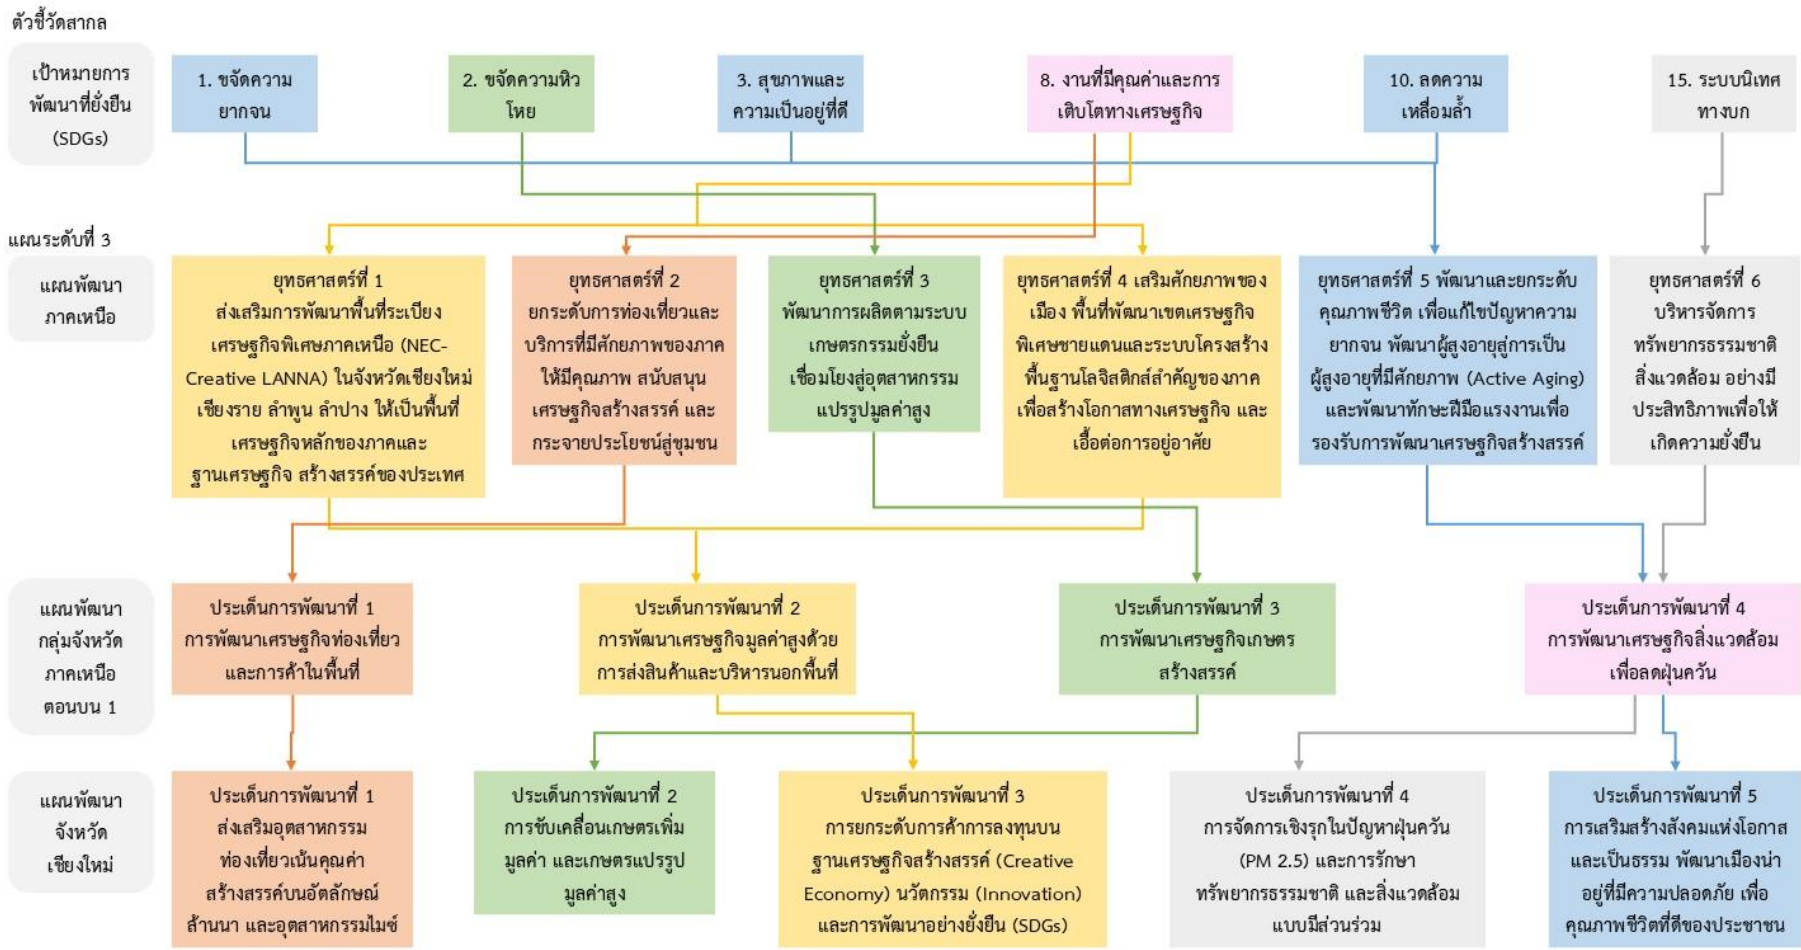 ตัวชี้วัดสากล
เป้าหมายการ
พัฒนาที่ยั่งยืน
(SDGs)
1. ขจัดความ
ยากจน
2. ขจัดความหิว
โหย
3. สุขภาพและ
ความเป็นอยู่ที่ดี
8. งานที่มีคุณค่าและการ
เติบโตทางเศรษฐกิจ
10. ลดความ
เหลื่อมล้ำ
15. ระบบนิเทศ
ทางบก
แผนระดับที่ 3
แผนพัฒนา
ภาคเหนือ
ยุทธศาสตร์ที่ 1
ส่งเสริมการพัฒนาพื้นที่ระเบียง
เศรษฐกิจพิเศษภาคเหนือ (NEC-
Creative LANNA) ในจังหวัดเชียงใหม่
เชียงราย ลำพูน ลำปาง ให้เป็นพื้นที่
เศรษฐกิจหลักของภาคและ
ฐานเศรษฐกิจ สร้างสรรค์ของประเทศ
ยุทธศาสตร์ที่ 2
ยกระดับการท่องเที่ยวและ
บริการที่มีศักยภาพของภาค
ให้มีคุณภาพ สนับสนุน
เศรษฐกิจสร้างสรรค์ และ
กระจายประโยชน์สู่ชุมชน
ยุทธศาสตร์ที่ 3
พัฒนาการผลิตตามระบบ
เกษตรกรรมยั่งยืน
เชื่อมโยงสู่อุตสาหกรรม
แปรรูปมูลค่าสูง
ยุทธศาสตร์ที่ 4 เสริมศักยภาพของ
เมือง พื้นที่พัฒนาเขตเศรษฐกิจ
พิเศษชายแดนและระบบโครงสร้าง
พื้นฐานโลจิสติกส์สำคัญของภาค
เพื่อสร้างโอกาสทางเศรษฐกิจ และ
เอื้อต่อการอยู่อาศัย
ยุทธศาสตร์ที่ 5 พัฒนาและยกระดับ
คุณภาพชีวิต เพื่อแก้ไขปัญหาความ
ยากจน พัฒนาผู้สูงอายุสู่การเป็น
ผู้สูงอายุที่มีศักยภาพ (Active Aging)
และพัฒนาทักษะฝีมือแรงงานเพื่อ
รองรับการพัฒนาเศรษฐกิจสร้างสรรค์
ยุทธศาสตร์ที่ 6
บริหารจัดการ
ทรัพยากรธรรมชาติ
สิ่งแวดล้อม อย่างมี
ประสิทธิภาพเพื่อให้
เกิดความยั่งยืน
แผนพัฒนา
กลุ่มจังหวัด
ภาคเหนือ
ตอนบน 1
ประเด็นการพัฒนาที่ 1
การพัฒนาเศรษฐกิจท่องเที่ยว
และการค้าในพื้นที่
ประเด็นการพัฒนาที่ 2
การพัฒนาเศรษฐกิจมูลค่าสูงด้วย
การส่งสินค้าและบริหารนอกพื้นที่
ประเด็นการพัฒนาที่ 3
การพัฒนาเศรษฐกิจเกษตร
สร้างสรรค์
ประเด็นการพัฒนาที่ 4
การพัฒนาเศรษฐกิจสิ่งแวดล้อม
เพื่อลดฝุ่นควัน
แผนพัฒนา
จังหวัด
เชียงใหม่
ประเด็นการพัฒนาที่ 1
ส่งเสริมอุตสาหกรรม
ท่องเที่ยวเน้นคุณค่า
สร้างสรรค์บนอัตลักษณ์
ล้านนา และอุตสาหกรรมไมซ์
ประเด็นการพัฒนาที่ 2
การขับเคลื่อนเกษตรเพิ่ม
มูลค่า และเกษตรแปรรูป
มูลค่าสูง
ประเด็นการพัฒนาที่ 3
การยกระดับการค้าการลงทุนบน
ฐานเศรษฐกิจสร้างสรรค์ (Creative
Economy) นวัตกรรม (Innovation)
และการพัฒนาอย่างยั่งยืน (SDGs)
ประเด็นการพัฒนาที่ 4
การจัดการเชิงรุกในปัญหาฝุ่นควัน
(PM 2.5) และการรักษา
ทรัพยากรธรรมชาติ และสิ่งแวดล้อม
แบบมีส่วนร่วม
ประเด็นการพัฒนาที่ 5
การเสริมสร้างสังคมแห่งโอกาส
และเป็นธรรม พัฒนาเมืองน่า
อยู่ที่มีความปลอดภัย เพื่อ
คุณภาพชีวิตที่ดีของประชาชน